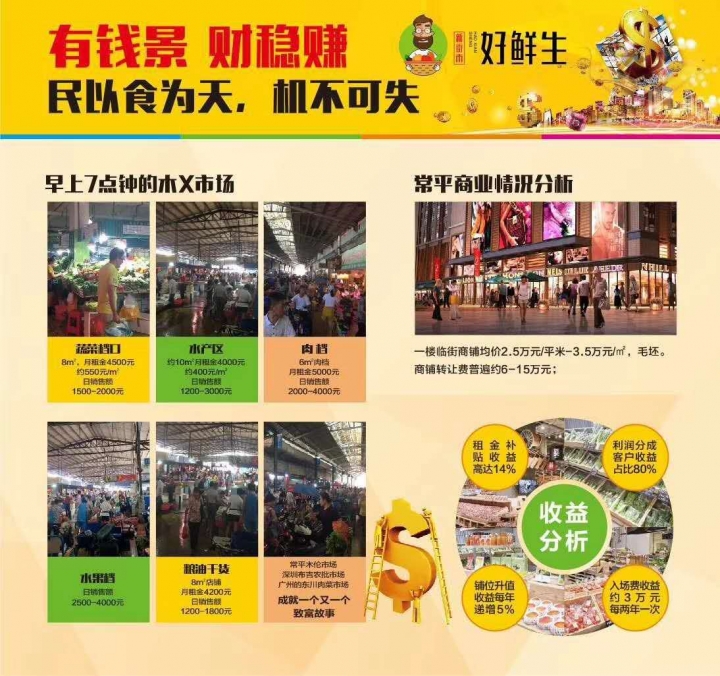 有钱景 财稳赚
好鲜生
民以食为天，机不可失
早上7点钟的木X市场
蔬菜档口
8㎡，月租金4500元
约550元/㎡
日销售额
1500-2000元
水产区
约10㎡月租金4000元
约400元/㎡
日销售额
1200-3000元
肉 档
6㎡肉档
月租金5000元
日销售额
2000-4000元
水果档
日销售额
2500-4000元
粮油干货
8㎡店铺
月租金4200元
日销售额
1200-1800元
常平木伦市场
深圳布吉农批市场
广州的东川肉菜市场
成就一个又一个
致富故事
常平商业情况分析
一楼临街商铺均价2.5万元/平米-3.5万元/㎡，毛坯。
商铺转让费普遍约6-15万元；
租金补
贴收益
高达14%
利润分成
客户收益
占比80%
收益
分析
铺位升值
收益每年
递增5%
入场费收益
约3万元
每两年一次